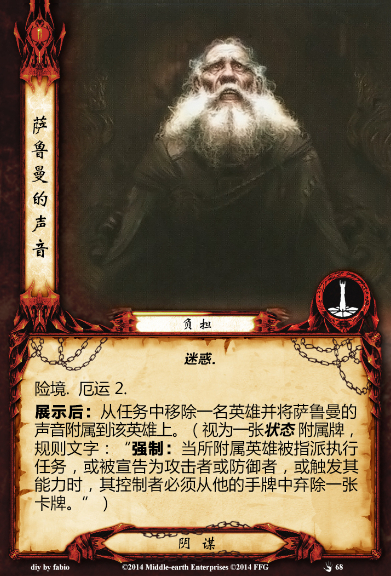 萨鲁曼的声音
负担
迷惑.
险境. 厄运 2.
展示后：从任务中移除一名英雄并将萨鲁曼的
声音附属到该英雄上。（视为一张状态 附属牌，
规则文字：“强制：当所附属英雄被指派执行
任务，或被宣告为攻击者或防御者，或触发其
能力时，其控制者必须从他的手牌中弃除一张
卡牌。”）
阴谋
diy by fabio ©2014 Middle-earth Enterprises ©2014 FFG 68